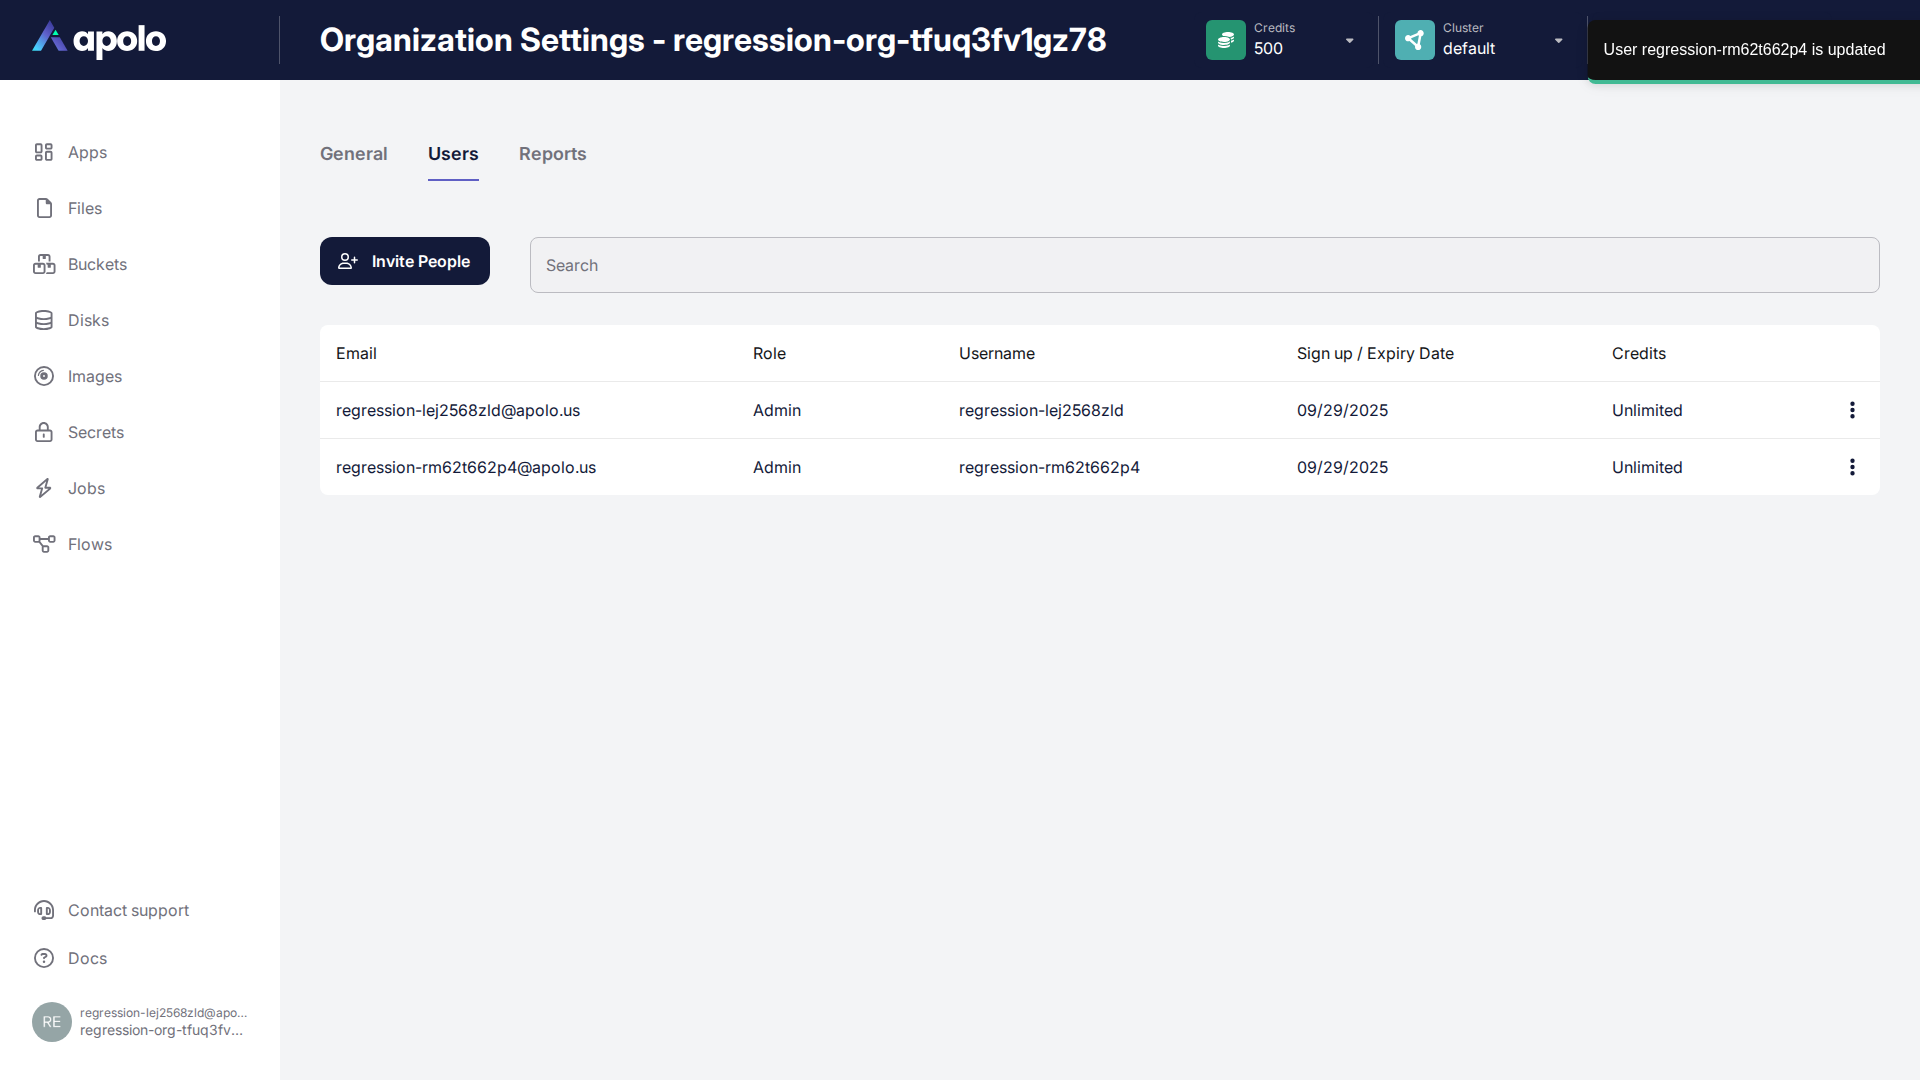 apolo
Organization Settings - regression-org-tfuq3fv1gz78
Credits
500
Cluster
default
User regression-rm62t662p4 is updated
Apps
Files
Buckets
Disks
Images
Secrets
Jobs
Flows
General Users Reports
Invite People
Search
Email Role Username Sign up / Expiry Date Credits
regression-lej2568zld@apolo.us Admin regression-lej2568zld 09/29/2025 Unlimited
regression-rm62t662p4@apolo.us Admin regression-rm62t662p4 09/29/2025 Unlimited
Contact support
Docs
RE
regression-lej2568zld@apo...
regression-org-tfuq3fv...